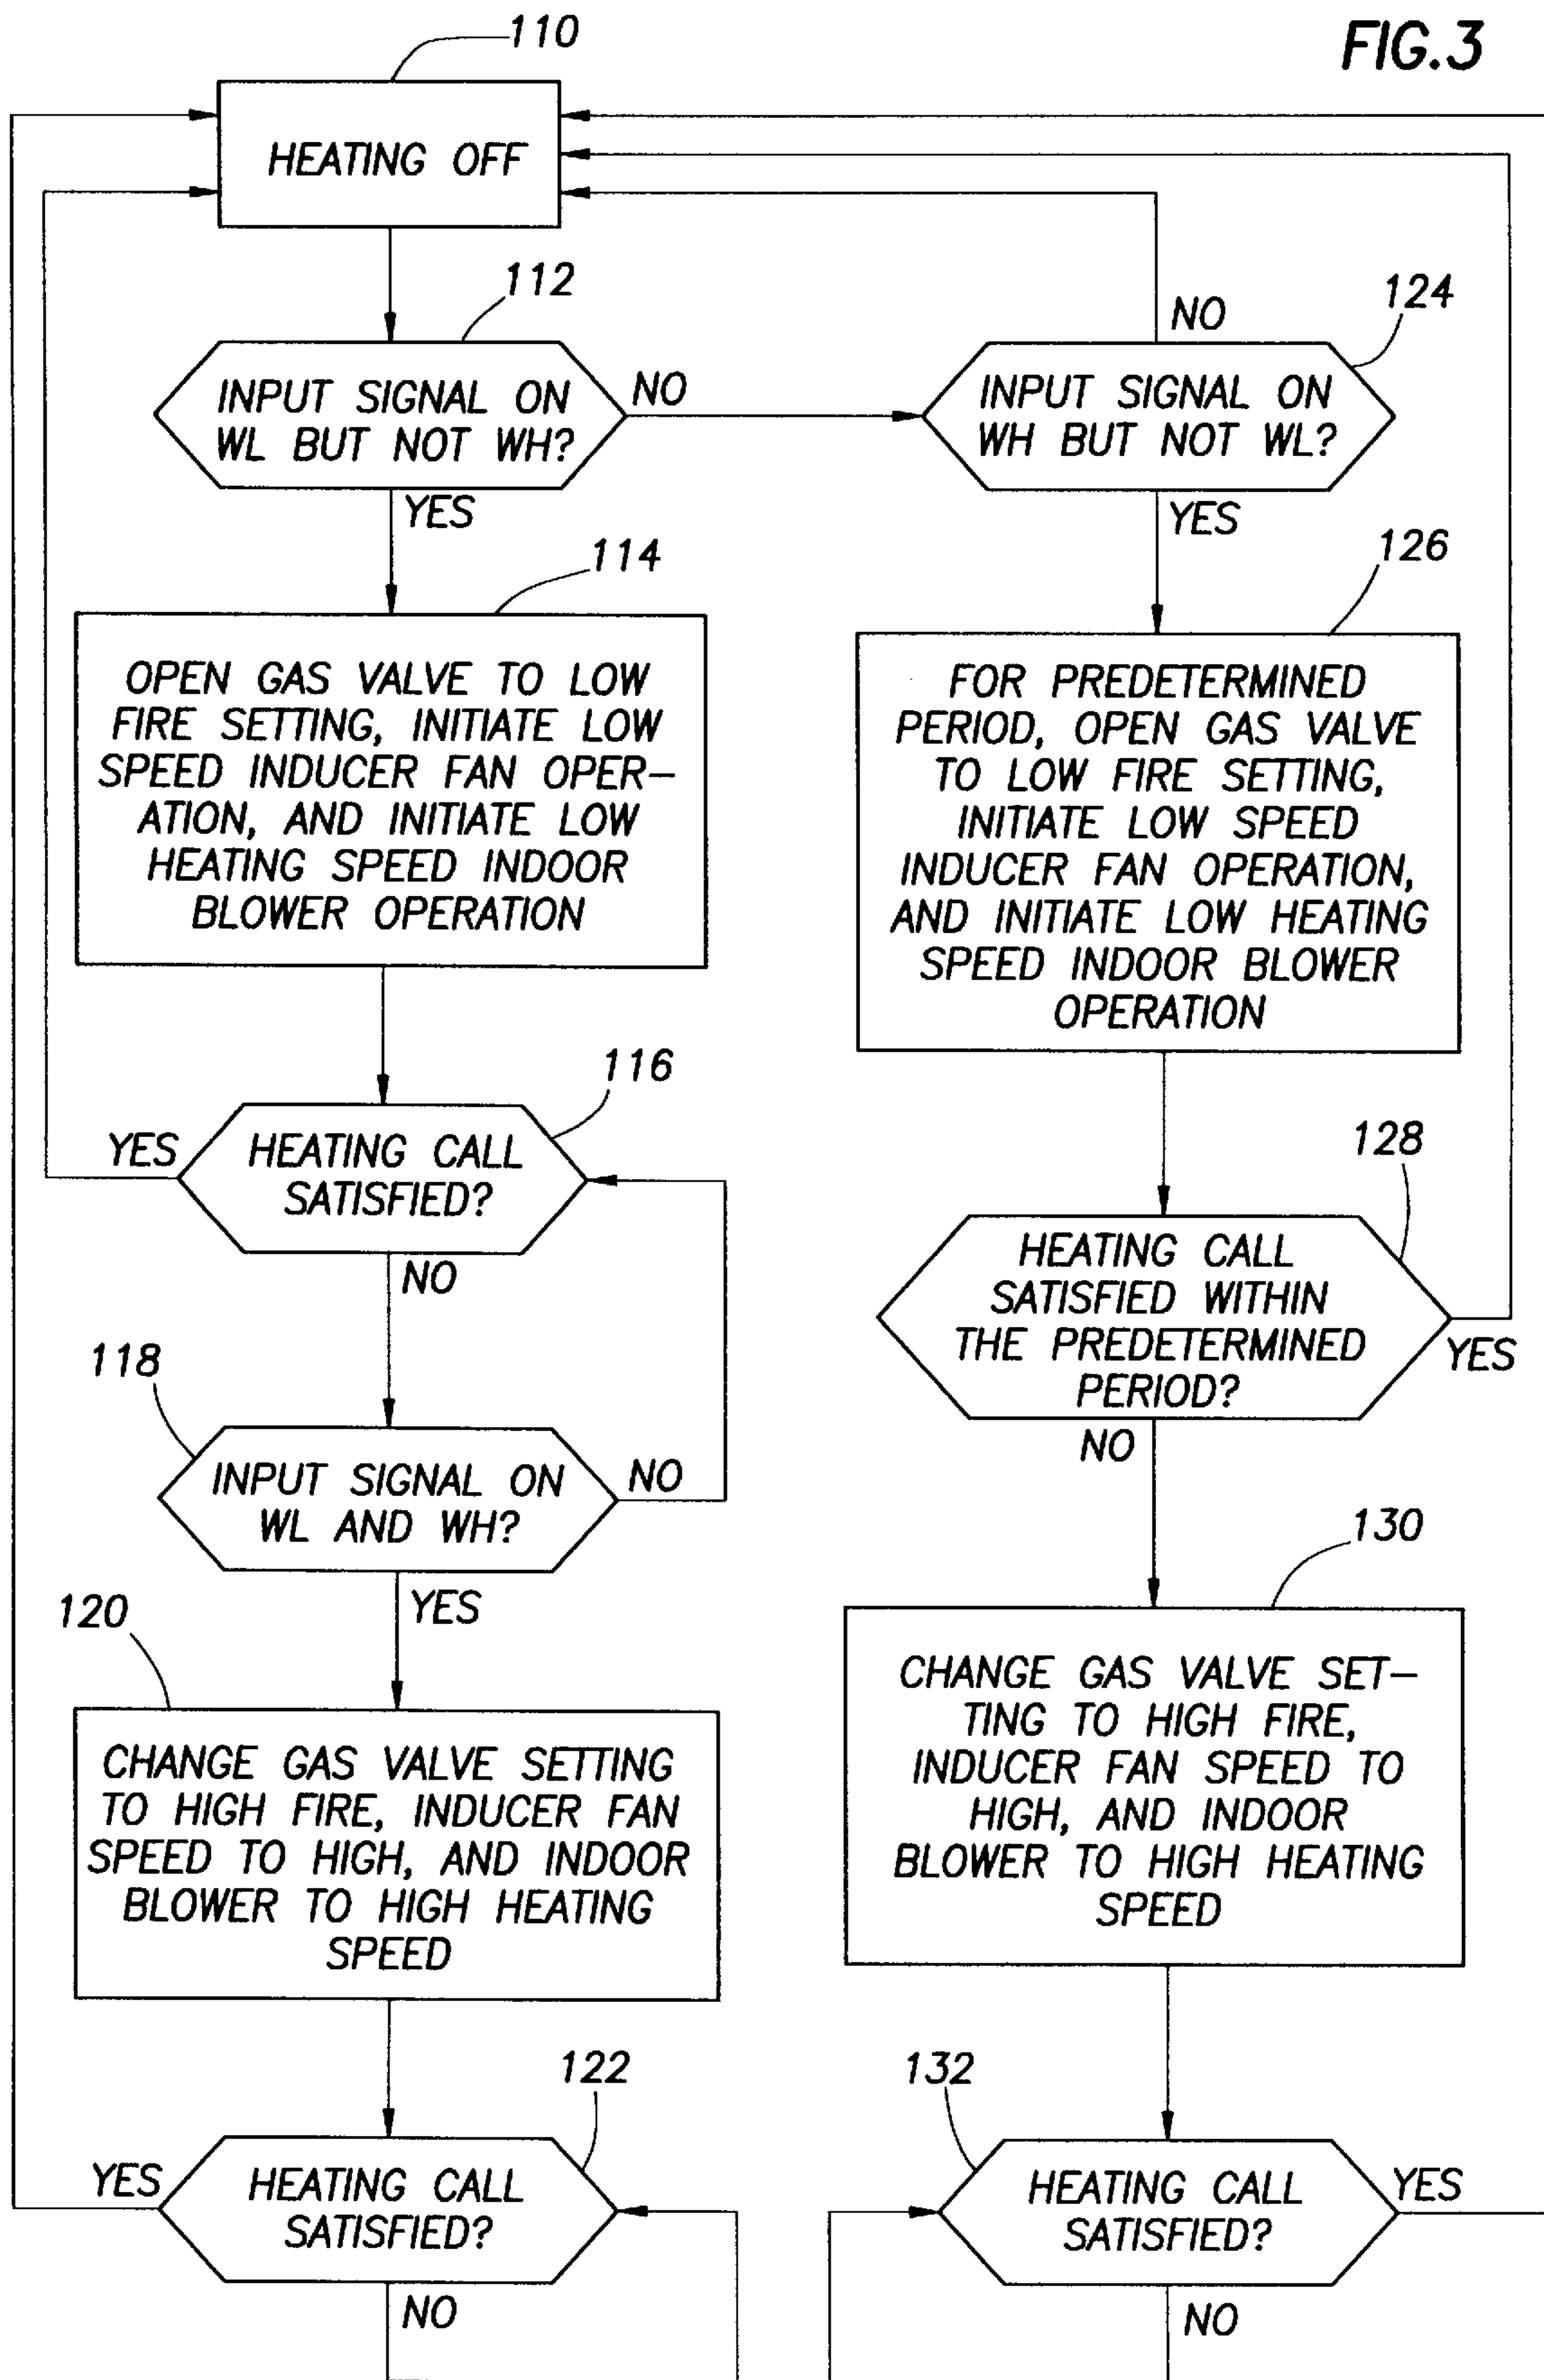 FIG.3
110
HEATING OFF
112
INPUT SIGNAL ON
WL BUT NOT WH?
NO
YES
124
NO
INPUT SIGNAL ON
WH BUT NOT WL?
YES
114
OPEN GAS VALVE TO LOW
FIRE SETTING, INITIATE LOW
SPEED INDUCER FAN OPER–
ATION, AND INITIATE LOW
HEATING SPEED INDOOR
BLOWER OPERATION
126
FOR PREDETERMINED
PERIOD, OPEN GAS VALVE
TO LOW FIRE SETTING,
INITIATE LOW SPEED
INDUCER FAN OPERATION,
AND INITIATE LOW HEATING
SPEED INDOOR BLOWER
OPERATION
116
YES
HEATING CALL
SATISFIED?
NO
128
HEATING CALL
SATISFIED WITHIN
THE PREDETERMINED
PERIOD?
YES
NO
118
INPUT SIGNAL ON
WL AND WH?
NO
YES
120
CHANGE GAS VALVE SETTING
TO HIGH FIRE, INDUCER FAN
SPEED TO HIGH, AND INDOOR
BLOWER TO HIGH HEATING
SPEED
130
CHANGE GAS VALVE SET–
TING TO HIGH FIRE,
INDUCER FAN SPEED TO
HIGH, AND INDOOR
BLOWER TO HIGH HEATING
SPEED
122
YES
HEATING CALL
SATISFIED?
NO
132
HEATING CALL
SATISFIED?
YES
NO